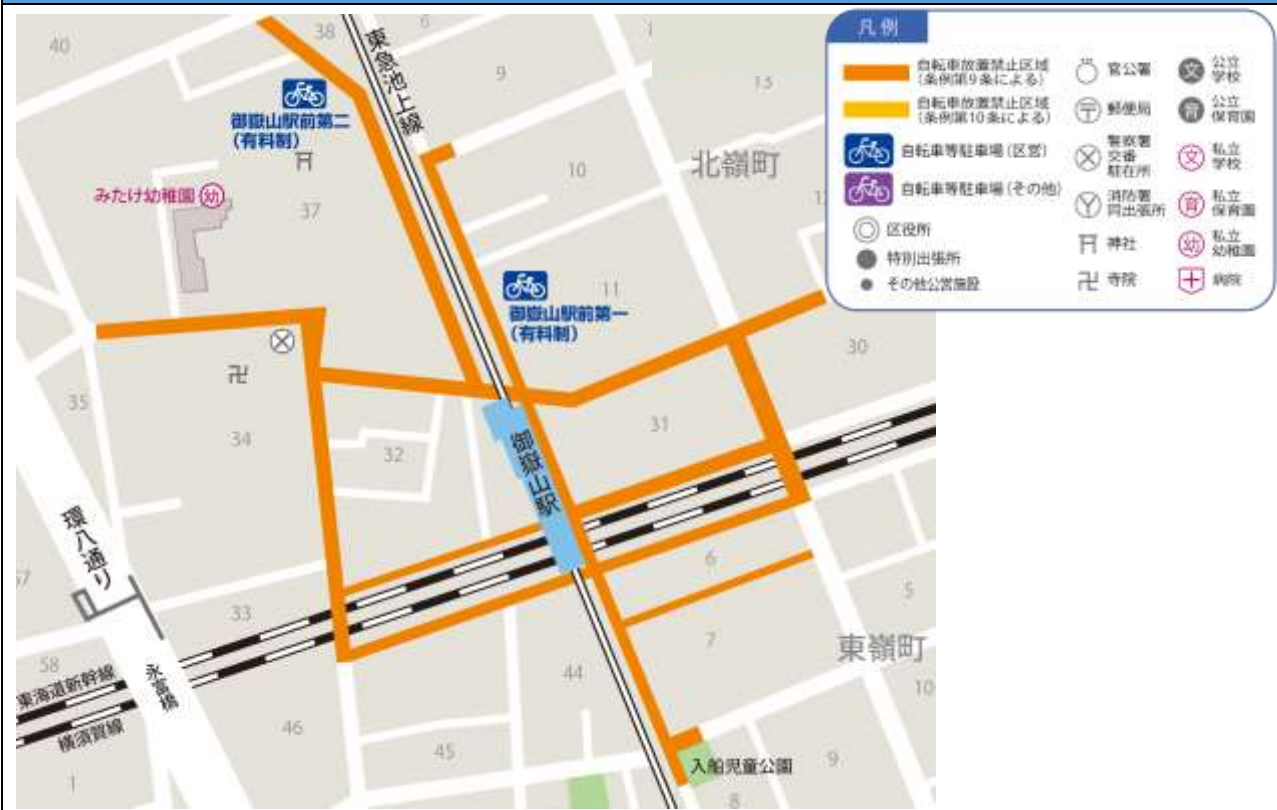 凡例
自転車放置禁止区域
(条例第9条による)
自転車放置禁止区域
(条例第10条による)
自転車等駐車場(区営)
自転車等駐車場(その他)
区役所
特別出張所
その他公営施設
官公署
郵便局
警察署
交番
駐在所
消防署
同出張所
神社
寺院
文 公立
学校
育 公立
保育園
文 私立
学校
育 私立
保育園
幼 私立
幼稚園
病院
40
38
6
9
13
東急池上線
御嶽山駅前第二
(有料制)
北嶺町
10
みたけ幼稚園 幼
37
御嶽山駅前第一
(有料制)
11
30
35
34
32
31
御嶽山駅
環八通り
33
6
5
7
東嶺町
58
東海道新幹線
永富橋
横須賀線
44
10
46
45
入船児童公園
9
1
8